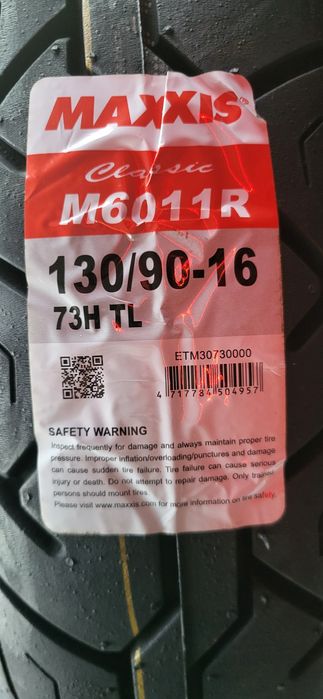 MAXXIS®
Classic
M6011R
130/90-16
73H TL
ETM30730000
4 717784 504957
SAFETY WARNING
Inspect frequently for damage and always maintain proper tire
pressure. Improper inflation/overloading/punctures and damage
can cause sudden tire failure. Tire failure can cause serious
injury or death. Do not attempt to repair damage. Only trained
persons should mount tires.
Please visit www.maxxis.com for more information on tire safety.